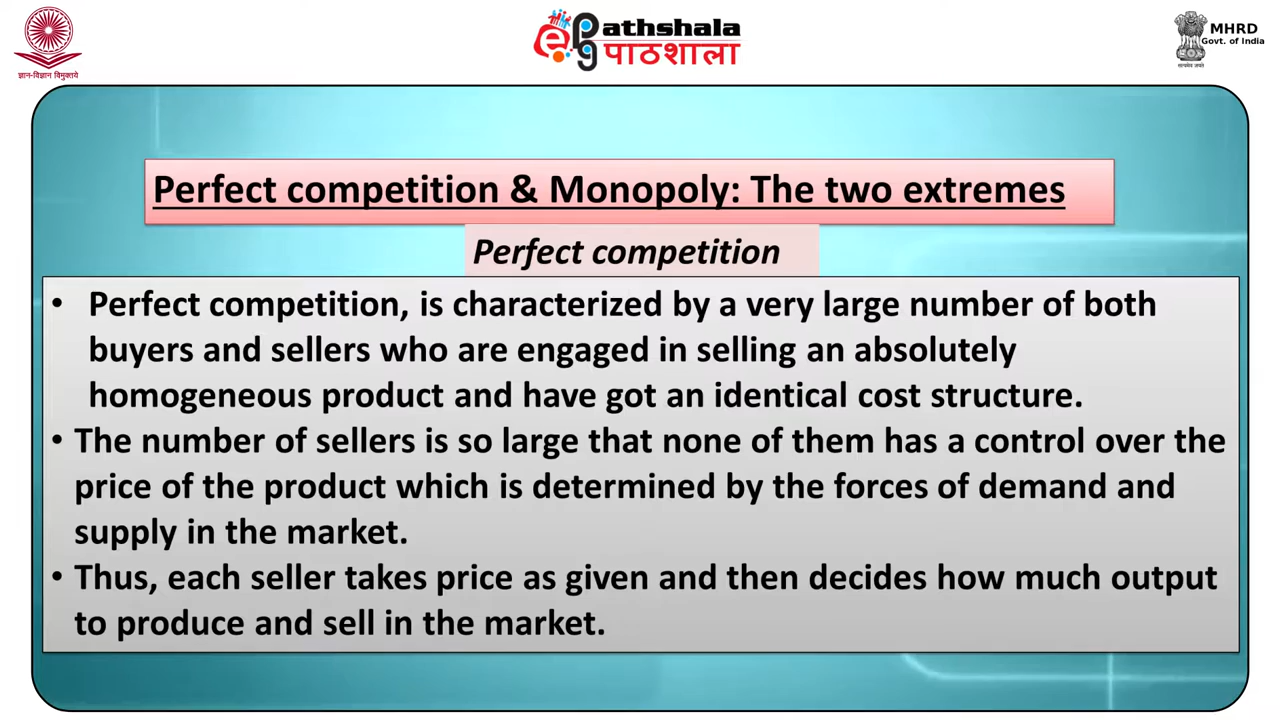 ज्ञान-विज्ञान विमुक्तये
epg
Pathshala
पाठशाला
MHRD
Govt. of India
सत्यमेव जयते
Perfect competition & Monopoly: The two extremes
Perfect competition
• Perfect competition, is characterized by a very large number of both
buyers and sellers who are engaged in selling an absolutely
homogeneous product and have got an identical cost structure.
• The number of sellers is so large that none of them has a control over the
price of the product which is determined by the forces of demand and
supply in the market.
• Thus, each seller takes price as given and then decides how much output
to produce and sell in the market.